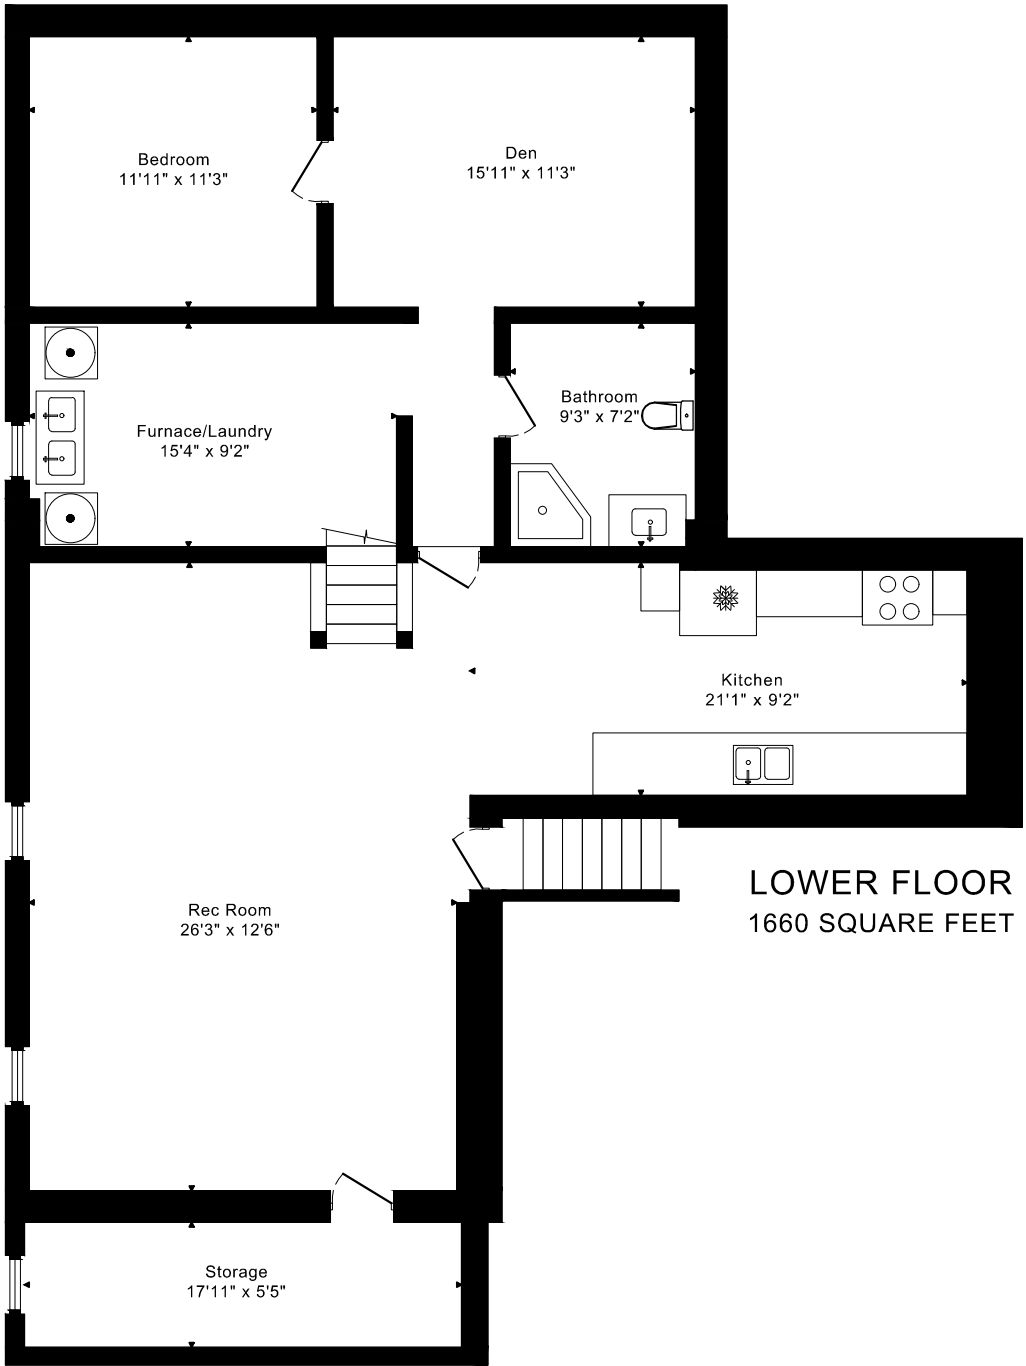 Bedroom
11'11" x 11'3"
Den
15'11" x 11'3"
Bathroom
9'3" x 7'2"
Furnace/Laundry
15'4" x 9'2"
Kitchen
21'1" x 9'2"
LOWER FLOOR
1660 SQUARE FEET
Rec Room
26'3" x 12'6"
Storage
17'11" x 5'5"